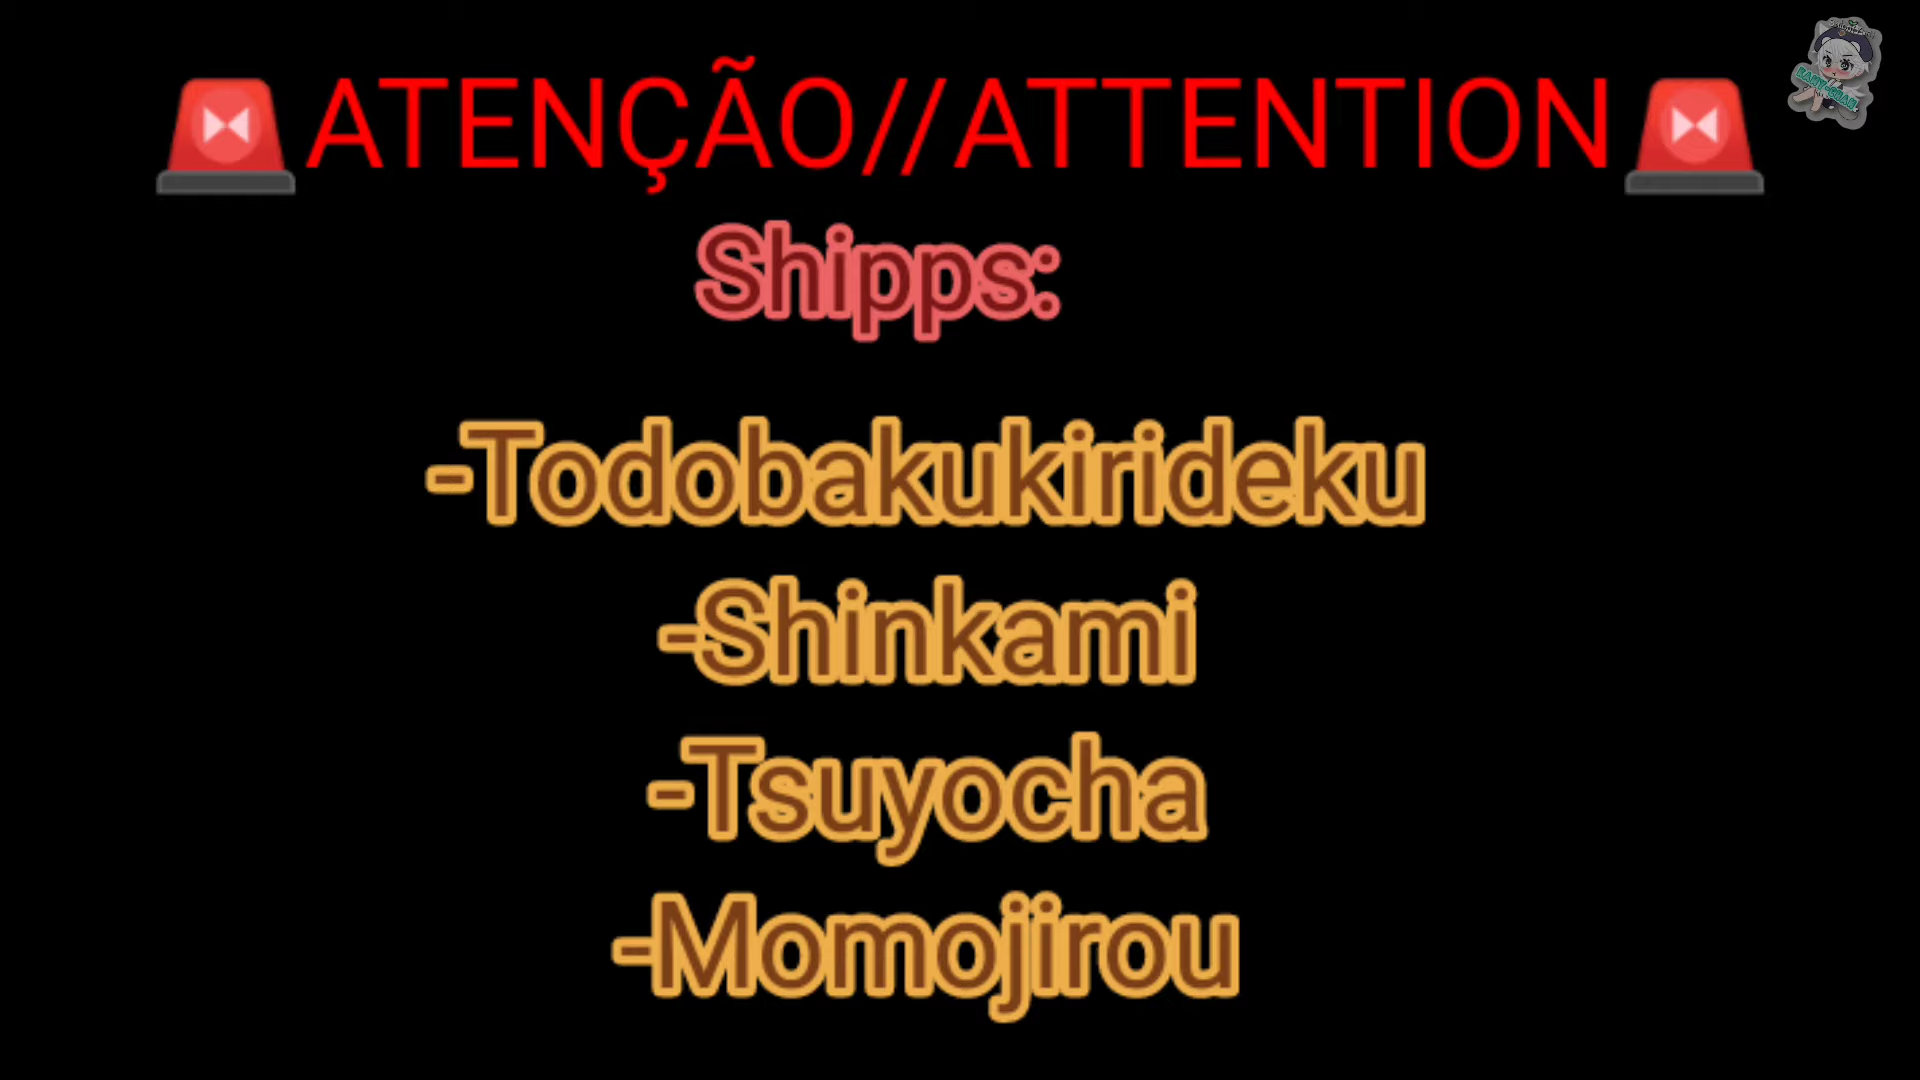 🚨ATENÇÃO//ATTENTION🚨
Shipps:
-Todobakukirideku
-Shinkami
-Tsuyocha
-Momojirou